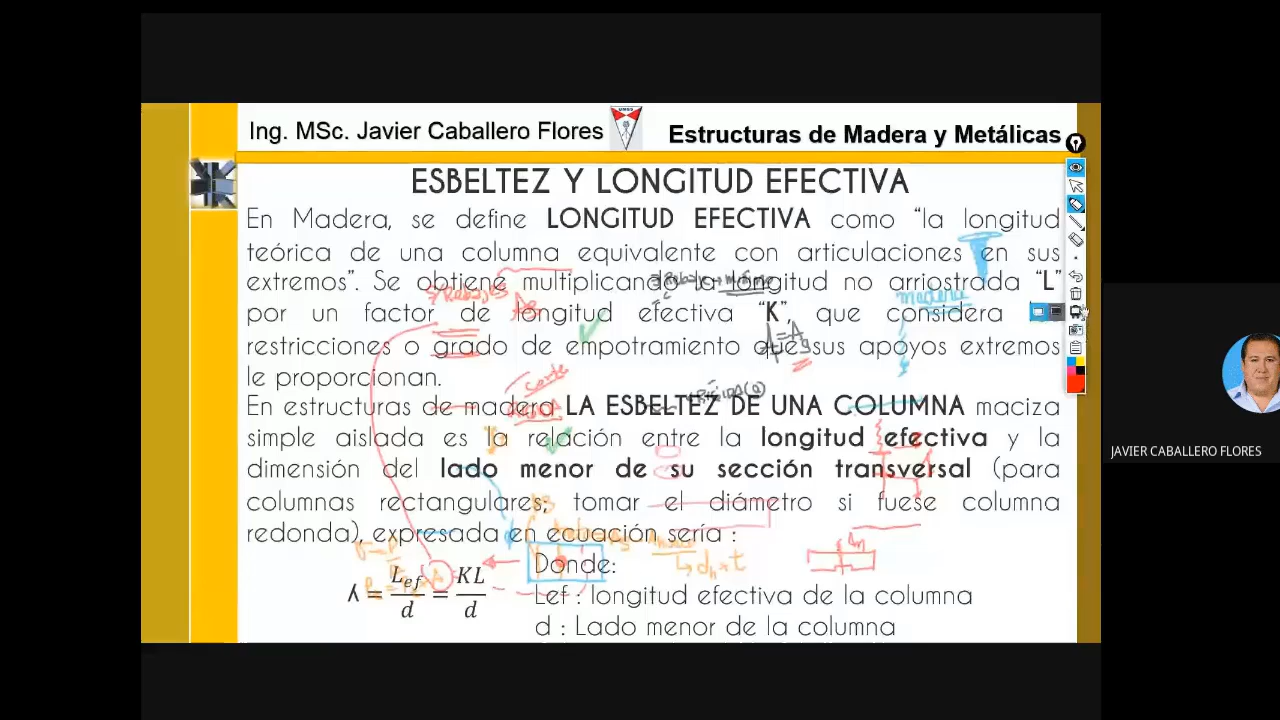 Ing. MSc. Javier Caballero Flores
Estructuras de Madera y Metálicas
ESBELTEZ Y LONGITUD EFECTIVA
En Madera, se define LONGITUD EFECTIVA como “la longitud
teórica de una columna equivalente con articulaciones en sus
extremos”. Se obtiene multiplicando la longitud no arriostrada “L”
por un factor de longitud efectiva “K”, que considera
restricciones o grado de empotramiento que sus apoyos extremos
le proporcionan.
En estructuras de madera LA ESBELTEZ DE UNA COLUMNA maciza
simple aislada es la relación entre la longitud efectiva y la
dimensión del lado menor de su sección transversal (para
columnas rectangulares; tomar el diámetro si fuese columna
redonda), expresada en ecuación sería :
λ = Lef/d = KL/d
Donde:
Lef : longitud efectiva de la columna
d : Lado menor de la columna
madera
Corte
JAVIER CABALLERO FLORES